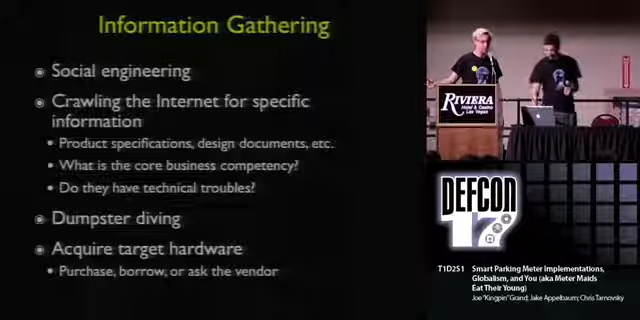 Information Gathering
Social engineering
Crawling the Internet for specific
information
Product specifications, design documents, etc.
What is the core business competency?
Do they have technical troubles?
Dumpster diving
Acquire target hardware
Purchase, borrow, or ask the vendor
RIVIERA
Hotel & Casino
Las Vegas
DEFCON
17
T1D2S1 Smart Parking Meter Implementations,
Globalism, and You (aka Meter Maids
Eat Their Young)
Joe "Kingpin" Grand; Jake Appelbaum; Chris Tarnovsky